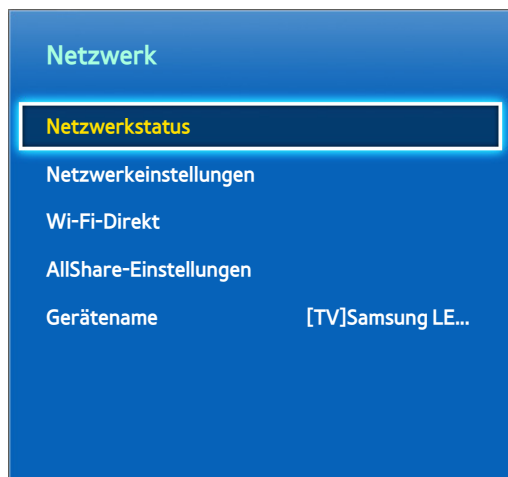 Netzwerk
Netzwerkstatus
Netzwerkeinstellungen
Wi-Fi-Direkt
AllShare-Einstellungen
Gerätename [TV]Samsung LE...